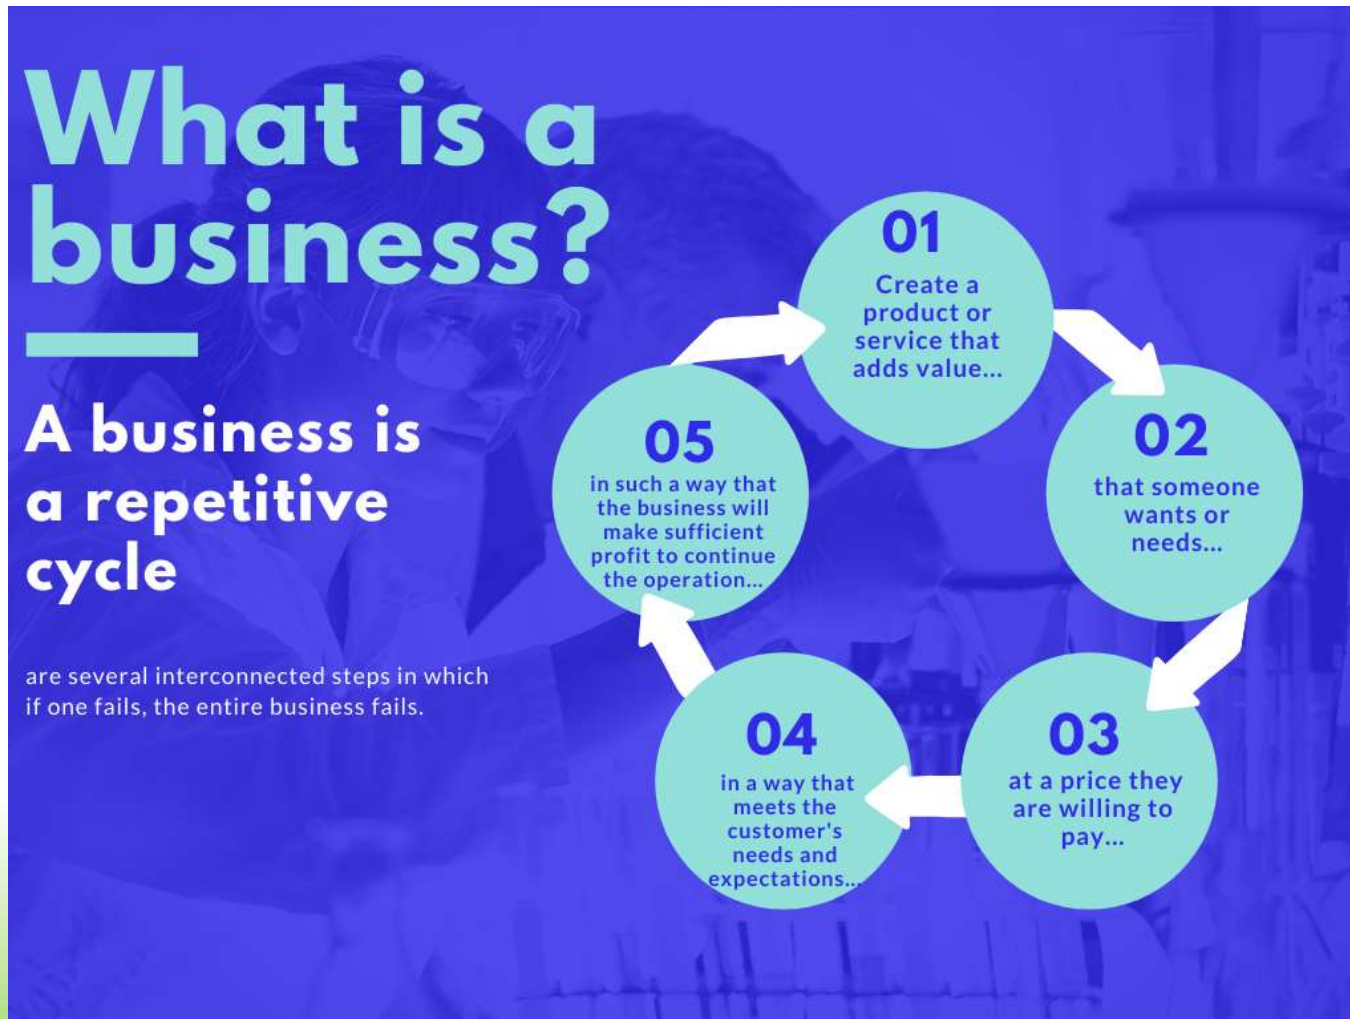 What is a
business?
A business is
a repetitive
cycle
are several interconnected steps in which
if one fails, the entire business fails.
01
Create a
product or
service that
adds value...
02
that someone
wants or
needs...
03
at a price they
are willing to
pay...
04
in a way that
meets the
customer's
needs and
expectations...
05
in such a way that
the business will
make sufficient
profit to continue
the operation...